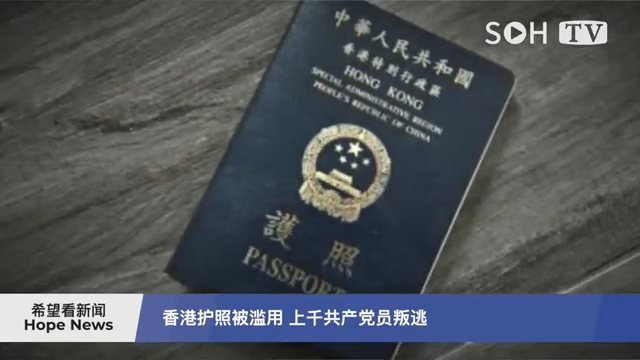 SOH TV
中華人民共和國
香港特別行政區
HONG KONG
SPECIAL ADMINISTRATIVE REGION
PEOPLE'S REPUBLIC OF CHINA
護照
PASSPORT
希望看新闻
Hope News
香港护照被滥用 上千共产党员叛逃